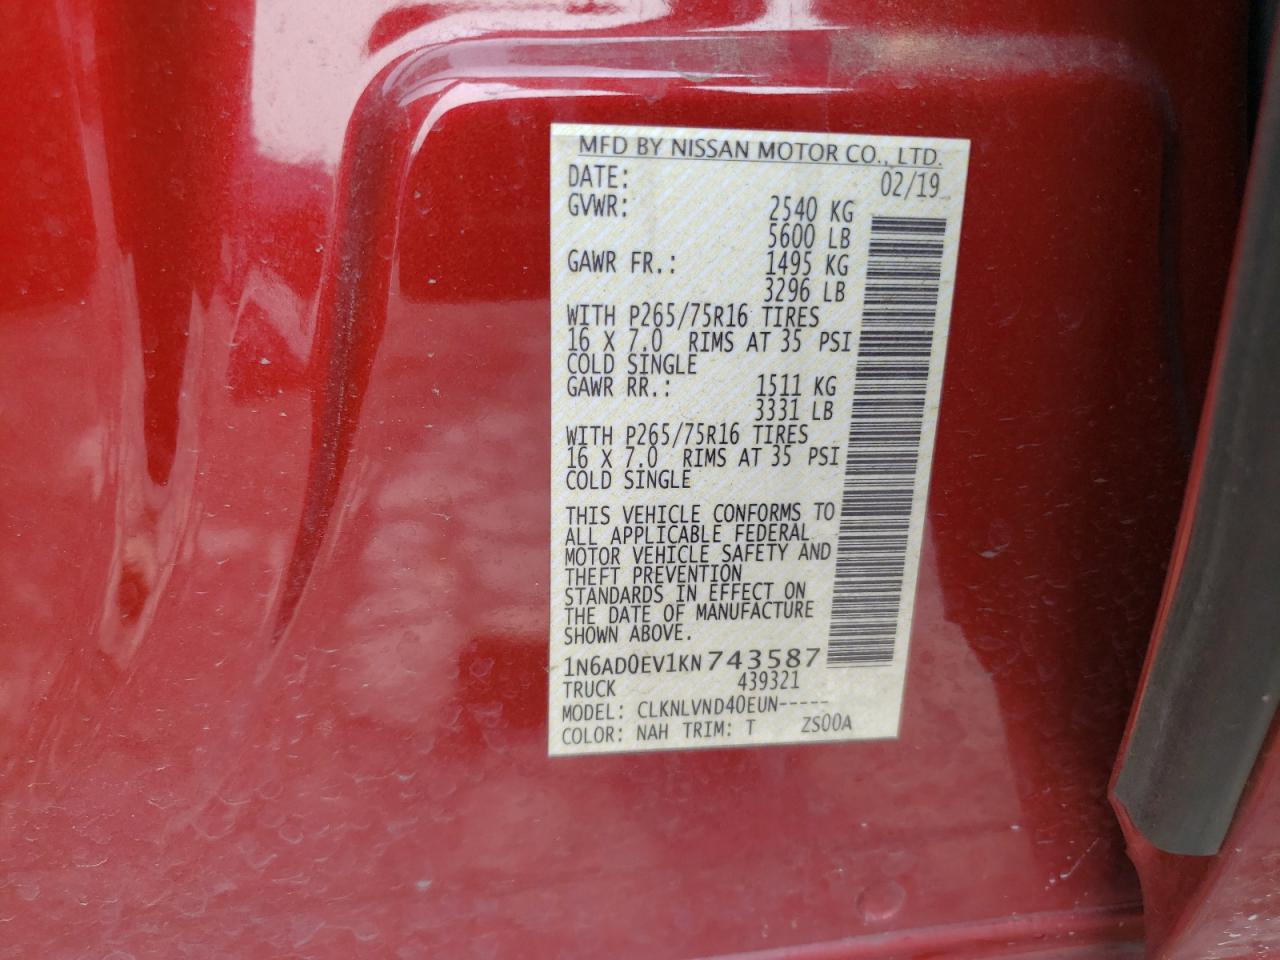 MFD BY NISSAN MOTOR CO., LTD.
DATE: 02/19
GVWR: 2540 KG
5600 LB
GAWR FR.: 1495 KG
3296 LB
WITH P265/75R16 TIRES
16 X 7.0 RIMS AT 35 PSI
COLD SINGLE
GAWR RR.: 1511 KG
3331 LB
WITH P265/75R16 TIRES
16 X 7.0 RIMS AT 35 PSI
COLD SINGLE
THIS VEHICLE CONFORMS TO
ALL APPLICABLE FEDERAL
MOTOR VEHICLE SAFETY AND
THEFT PREVENTION
STANDARDS IN EFFECT ON
THE DATE OF MANUFACTURE
SHOWN ABOVE.
1N6AD0EV1KN743587
TRUCK 439321
MODEL: CLKNLVND40EUN-----
COLOR: NAH TRIM: T ZS00A